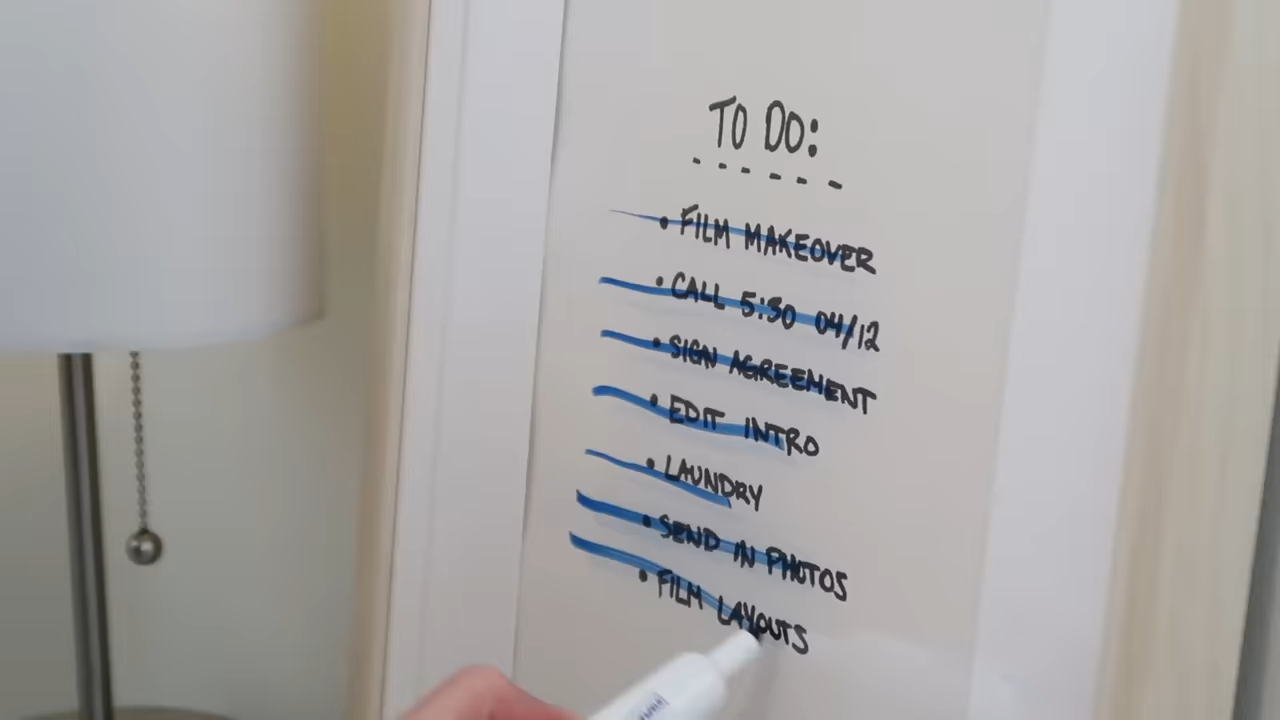 TO DO:
• FILM MAKEOVER
• CALL 5:30 04/12
• SIGN AGREEMENT
• EDIT INTRO
• LAUNDRY
• SEND IN PHOTOS
• FILM LAYOUTS